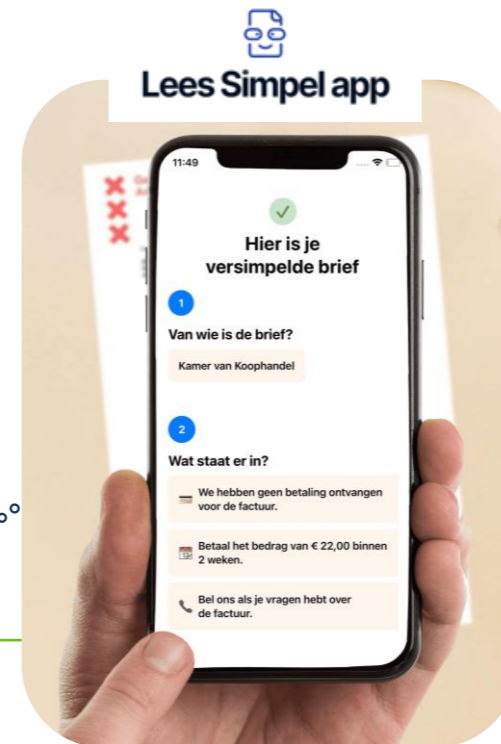 Lees Simpel app
11:49
Hier is je
versimpelde brief
1
Van wie is de brief?
Kamer van Koophandel
2
Wat staat er in?
We hebben geen betaling ontvangen
voor de factuur.
Betaal het bedrag van € 22,00 binnen
2 weken.
Bel ons als je vragen hebt over
de factuur.